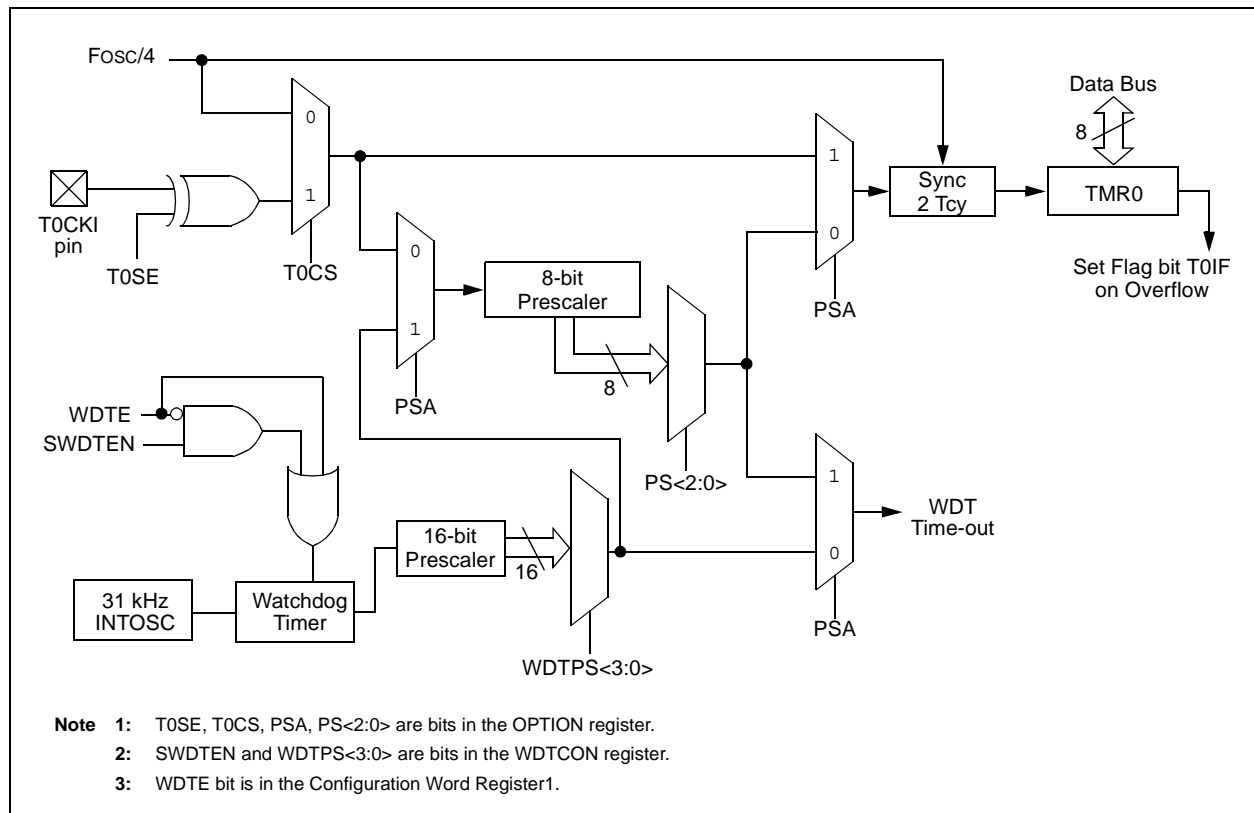 FOSC/4
Data Bus
8
0
1
1
0
T0CKI
pin
T0SE
T0CS
Sync
2 Tcy
TMR0
Set Flag bit T0IF
on Overflow
PSA
0
1
8-bit
Prescaler
8
PSA
PS<2:0>
WDTE
SWDTEN
1
0
WDT
Time-out
PSA
16-bit
Prescaler
16
31 kHz
INTOSC
Watchdog
Timer
WDTPS<3:0>
Note 1: T0SE, T0CS, PSA, PS<2:0> are bits in the OPTION register.
2: SWDTEN and WDTPS<3:0> are bits in the WDTCON register.
3: WDTE bit is in the Configuration Word Register1.